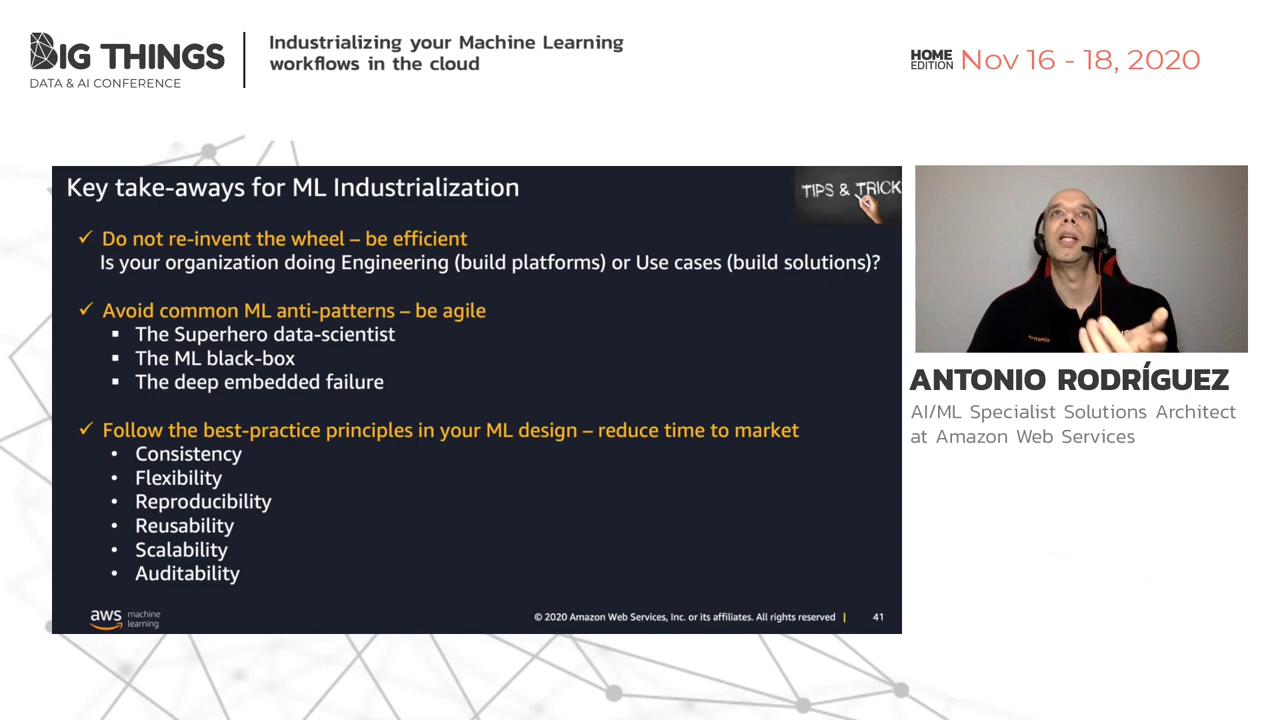 BIG THINGS
DATA & AI CONFERENCE
Industrializing your Machine Learning
workflows in the cloud
HOME
EDITION
Nov 16 - 18, 2020
Key take-aways for ML Industrialization
TIPS & TRICK
✓ Do not re-invent the wheel – be efficient
Is your organization doing Engineering (build platforms) or Use cases (build solutions)?
✓ Avoid common ML anti-patterns – be agile
▪ The Superhero data-scientist
▪ The ML black-box
▪ The deep embedded failure
✓ Follow the best-practice principles in your ML design – reduce time to market
• Consistency
• Flexibility
• Reproducibility
• Reusability
• Scalability
• Auditability
aws machine
learning
© 2020 Amazon Web Services, Inc. or its affiliates. All rights reserved |
41
Antonio
ANTONIO RODRÍGUEZ
AI/ML Specialist Solutions Architect
at Amazon Web Services